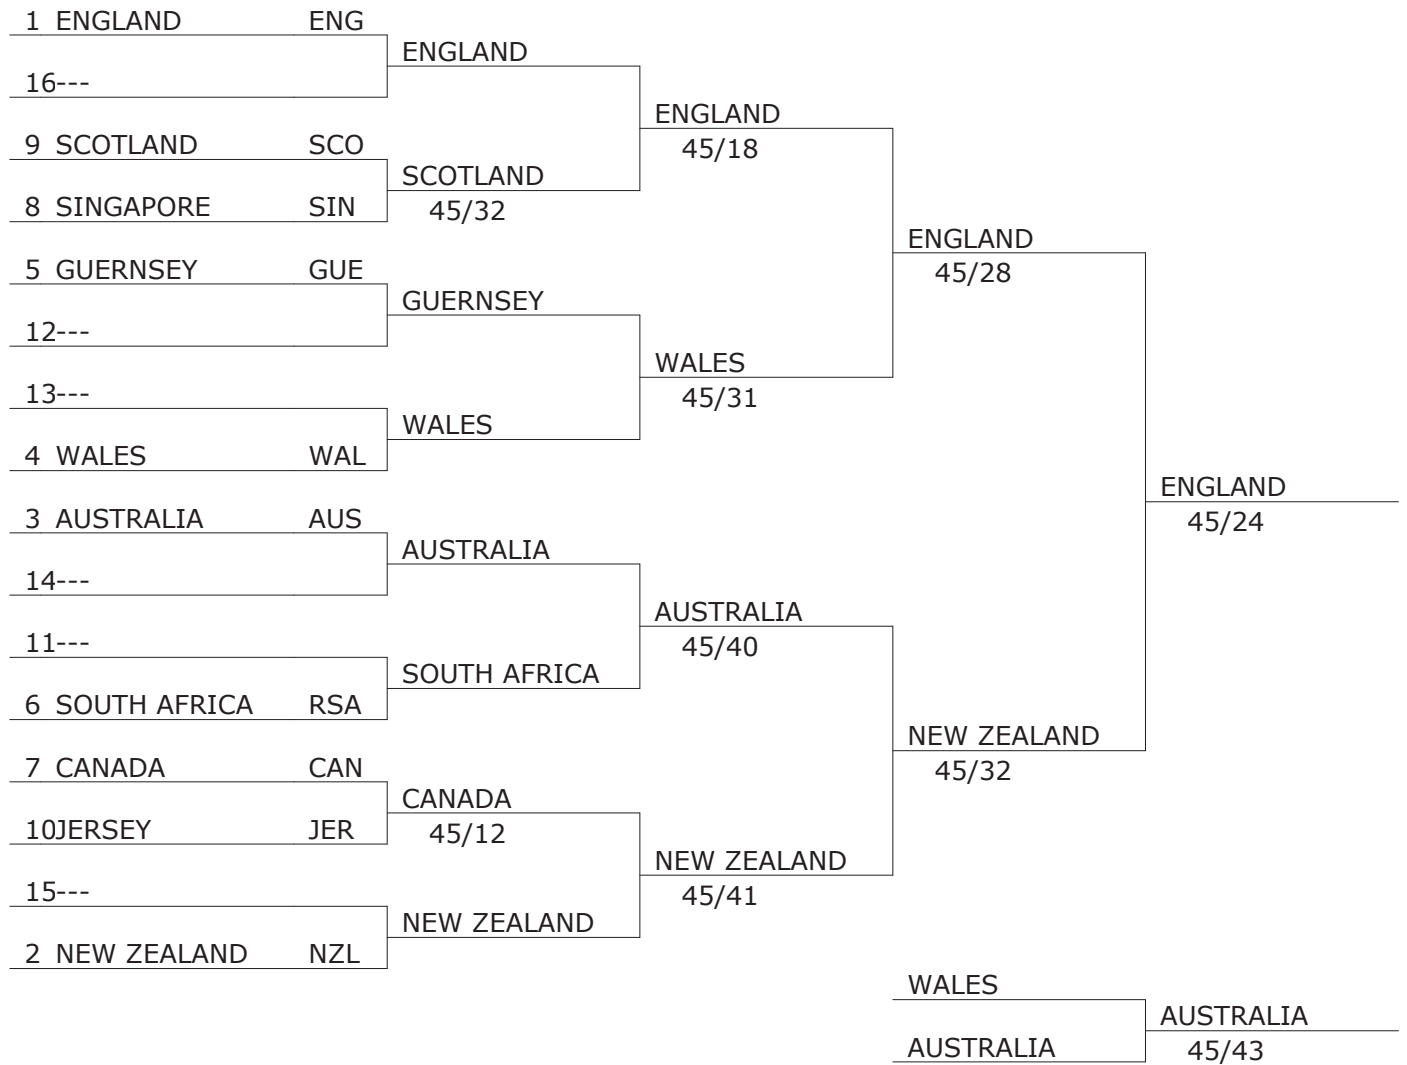 1 ENGLAND ENG
16---
9 SCOTLAND SCO
8 SINGAPORE SIN
5 GUERNSEY GUE
12---
13---
4 WALES WAL
3 AUSTRALIA AUS
14---
11---
6 SOUTH AFRICA RSA
7 CANADA CAN
10JERSEY JER
15---
2 NEW ZEALAND NZL
ENGLAND
SCOTLAND
45/32
GUERNSEY
WALES
AUSTRALIA
SOUTH AFRICA
CANADA
45/12
NEW ZEALAND
ENGLAND
45/18
WALES
45/31
AUSTRALIA
45/40
NEW ZEALAND
45/41
ENGLAND
45/28
NEW ZEALAND
45/32
ENGLAND
45/24
WALES
AUSTRALIA
AUSTRALIA
45/43